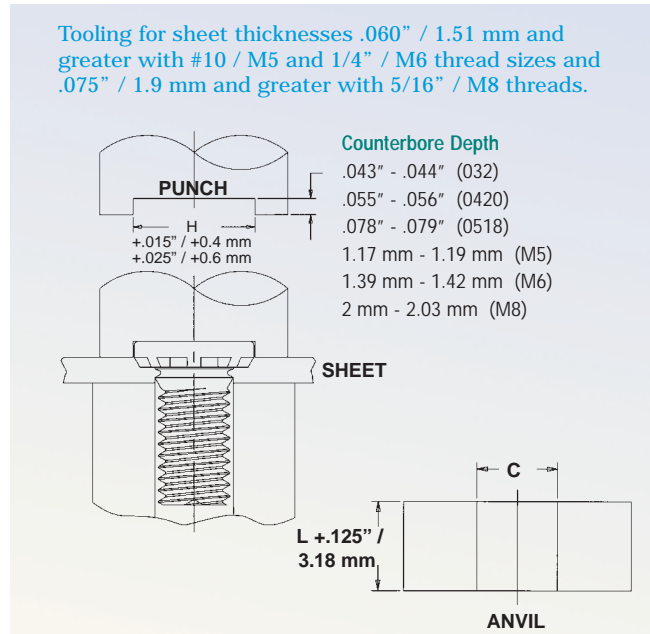 Tooling for sheet thicknesses .060” / 1.51 mm and
greater with #10 / M5 and 1/4” / M6 thread sizes and
.075” / 1.9 mm and greater with 5/16” / M8 threads.
PUNCH
H
+.015” / +0.4 mm
+.025” / +0.6 mm
Counterbore Depth
.043″ - .044″ (032)
.055″ - .056″ (0420)
.078″ - .079″ (0518)
1.17 mm - 1.19 mm (M5)
1.39 mm - 1.42 mm (M6)
2 mm - 2.03 mm (M8)
SHEET
C
L +.125” /
3.18 mm
ANVIL